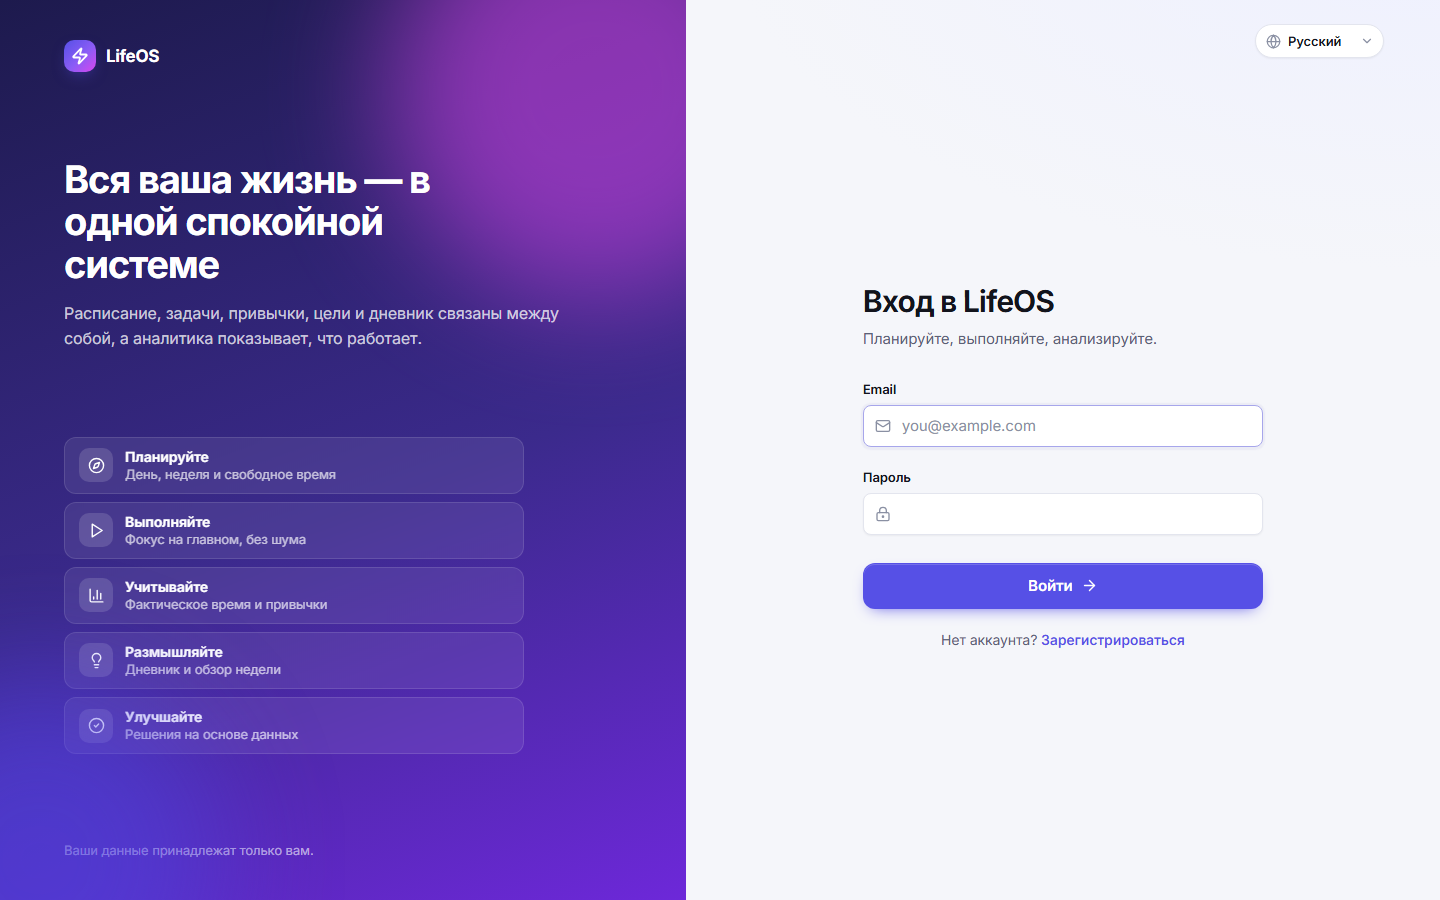 LifeOS
Вся ваша жизнь — в
одной спокойной
системе
Расписание, задачи, привычки, цели и дневник связаны между
собой, а аналитика показывает, что работает.
Планируйте
День, неделя и свободное время
Выполняйте
Фокус на главном, без шума
Учитывайте
Фактическое время и привычки
Размышляйте
Дневник и обзор недели
Улучшайте
Решения на основе данных
Ваши данные принадлежат только вам.
Русский
Вход в LifeOS
Планируйте, выполняйте, анализируйте.
Email
you@example.com
Пароль
Войти
Нет аккаунта? Зарегистрироваться